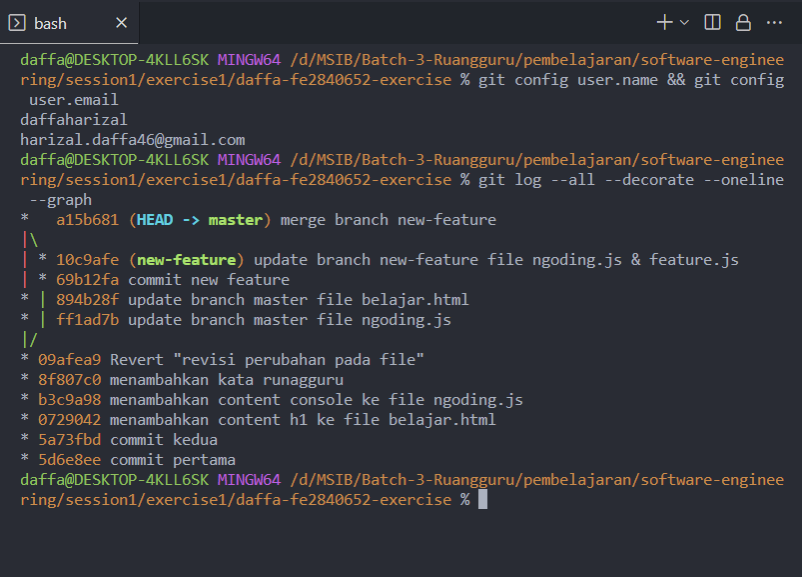 bash
daffa@DESKTOP-4KLL6SK MINGW64 /d/MSIB/Batch-3-Ruangguru/pembelajaran/software-enginee
ring/session1/exercise1/daffa-fe2840652-exercise % git config user.name && git config
 user.email
daffaharizal
harizal.daffa46@gmail.com
daffa@DESKTOP-4KLL6SK MINGW64 /d/MSIB/Batch-3-Ruangguru/pembelajaran/software-enginee
ring/session1/exercise1/daffa-fe2840652-exercise % git log --all --decorate --oneline
 --graph
*   a15b681 (HEAD -> master) merge branch new-feature
|\
| * 10c9afe (new-feature) update branch new-feature file ngoding.js & feature.js
| * 69b12fa commit new feature
* | 894b28f update branch master file belajar.html
* | ff1ad7b update branch master file ngoding.js
|/
* 09afea9 Revert "revisi perubahan pada file"
* 8f807c0 menambahkan kata runagguru
* b3c9a98 menambahkan content console ke file ngoding.js
* 0729042 menambahkan content h1 ke file belajar.html
* 5a73fbd commit kedua
* 5d6e8ee commit pertama
daffa@DESKTOP-4KLL6SK MINGW64 /d/MSIB/Batch-3-Ruangguru/pembelajaran/software-enginee
ring/session1/exercise1/daffa-fe2840652-exercise %